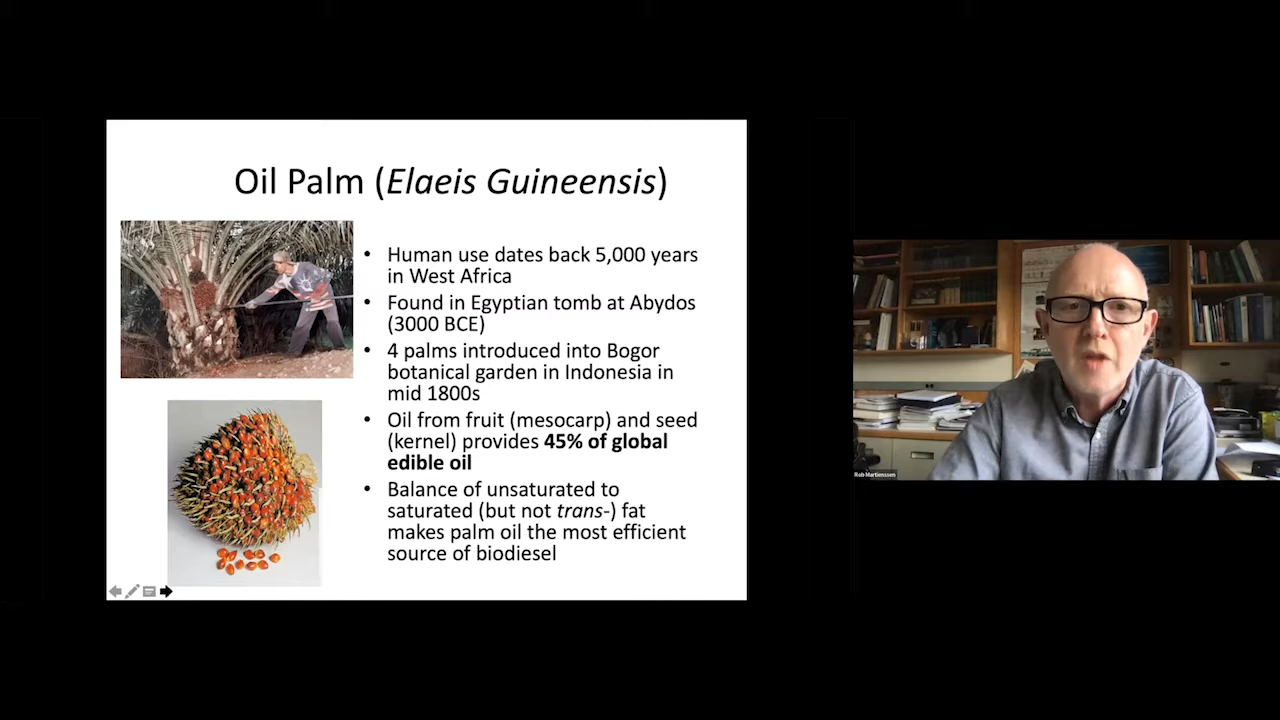 Oil Palm (Elaeis Guineensis)
• Human use dates back 5,000 years
in West Africa
• Found in Egyptian tomb at Abydos
(3000 BCE)
• 4 palms introduced into Bogor
botanical garden in Indonesia in
mid 1800s
• Oil from fruit (mesocarp) and seed
(kernel) provides 45% of global
edible oil
• Balance of unsaturated to
saturated (but not trans-) fat
makes palm oil the most efficient
source of biodiesel
Rob Martienssen